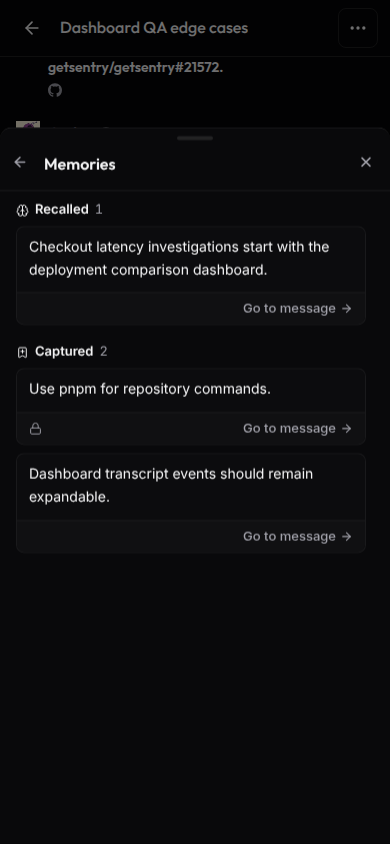 Dashboard QA edge cases
getsentry/getsentry#21572.
Memories
Recalled 1
Checkout latency investigations start with the
deployment comparison dashboard.
Go to message →
Captured 2
Use pnpm for repository commands.
Go to message →
Dashboard transcript events should remain
expandable.
Go to message →